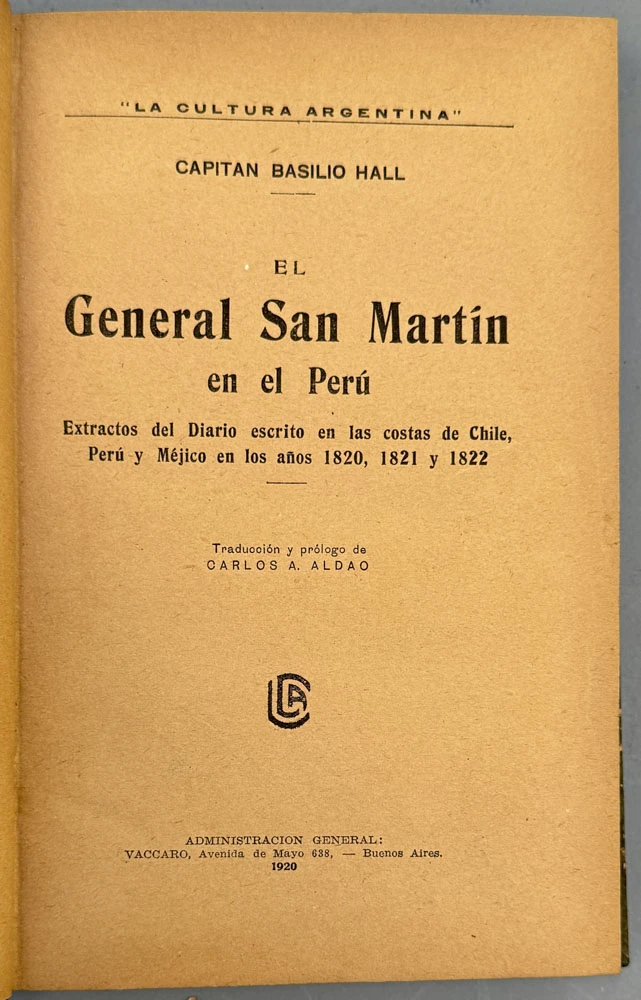 "LA CULTURA ARGENTINA"
CAPITAN BASILIO HALL
EL
General San Martín
en el Perú
Extractos del Diario escrito en las costas de Chile,
Perú y Méjico en los años 1820, 1821 y 1822
Traducción y prólogo de
CARLOS A. ALDAO
LCA
ADMINISTRACION GENERAL:
VACCARO, Avenida de Mayo 638, — Buenos Aires.
1920